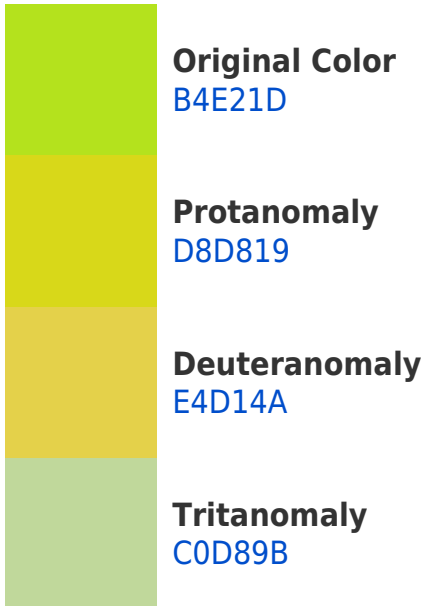 Original Color
B4E21D
Protanomaly
D8D819
Deuteranomaly
E4D14A
Tritanomaly
C0D89B